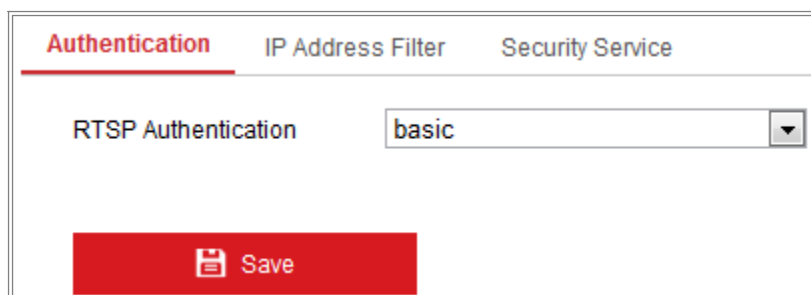 Authentication IP Address Filter Security Service
RTSP Authentication basic
Save